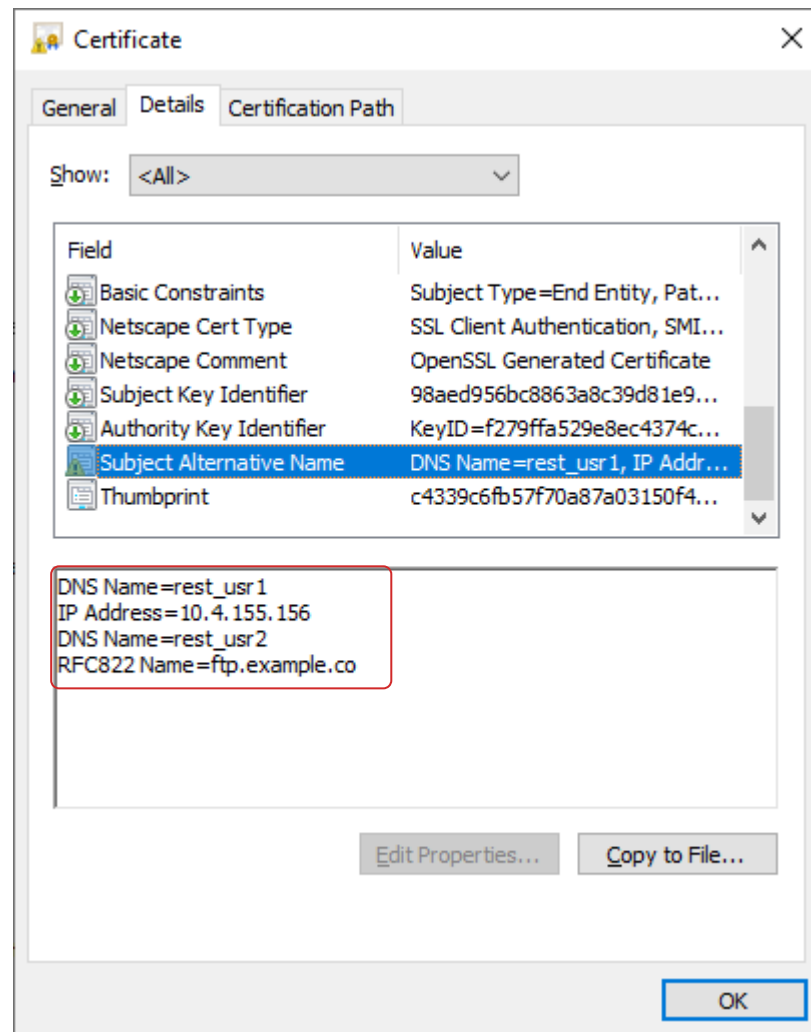 Certificate
General Details Certification Path
Show: <All>
Field Value
Basic Constraints Subject Type=End Entity, Pat...
Netscape Cert Type SSL Client Authentication, SMI...
Netscape Comment OpenSSL Generated Certificate
Subject Key Identifier 98aed956bc8863a8c39d81e9...
Authority Key Identifier KeyID=f279ffa529e8ec4374c...
Subject Alternative Name DNS Name=rest_usr1, IP Addr...
Thumbprint c4339c6fb57f70a87a03150f4...
DNS Name=rest_usr1
IP Address=10.4.155.156
DNS Name=rest_usr2
RFC822 Name=ftp.example.co
Edit Properties... Copy to File...
OK